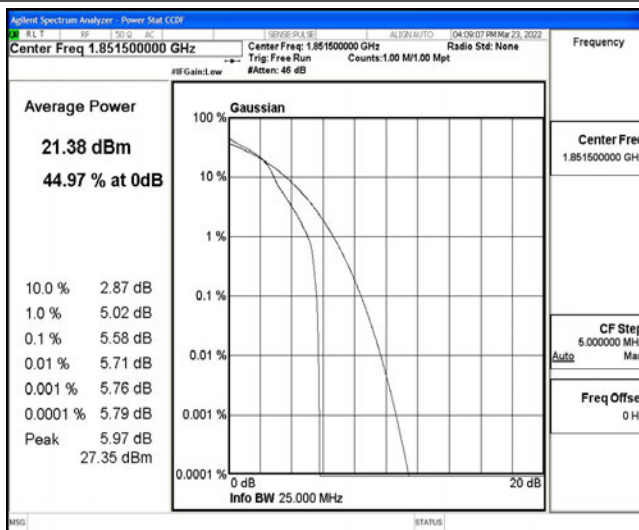 Agilent Spectrum Analyzer - Power Stat CCDF
RL T RF 50 Ω AC SENSE:PULSE ALIGN AUTO 04:09:07 PM Mar 23, 2022
Center Freq 1.851500000 GHz
Center Freq: 1.851500000 GHz Radio Std: None
Trig: Free Run Counts:1.00 M/1.00 Mpt
#IFGain:Low #Atten: 46 dB
Frequency
Average Power
21.38 dBm
44.97 % at 0dB
10.0 % 2.87 dB
1.0 % 5.02 dB
0.1 % 5.58 dB
0.01 % 5.71 dB
0.001 % 5.76 dB
0.0001 % 5.79 dB
Peak 5.97 dB
27.35 dBm
Gaussian
100 %
10 %
1 %
0.1 %
0.01 %
0.001 %
0.0001 %
0 dB 20 dB
Info BW 25.000 MHz
Center Fre
1.851500000 GH
CF Step
5.000000 MH
Auto Ma
Freq Offse
0 H
MSG STATUS